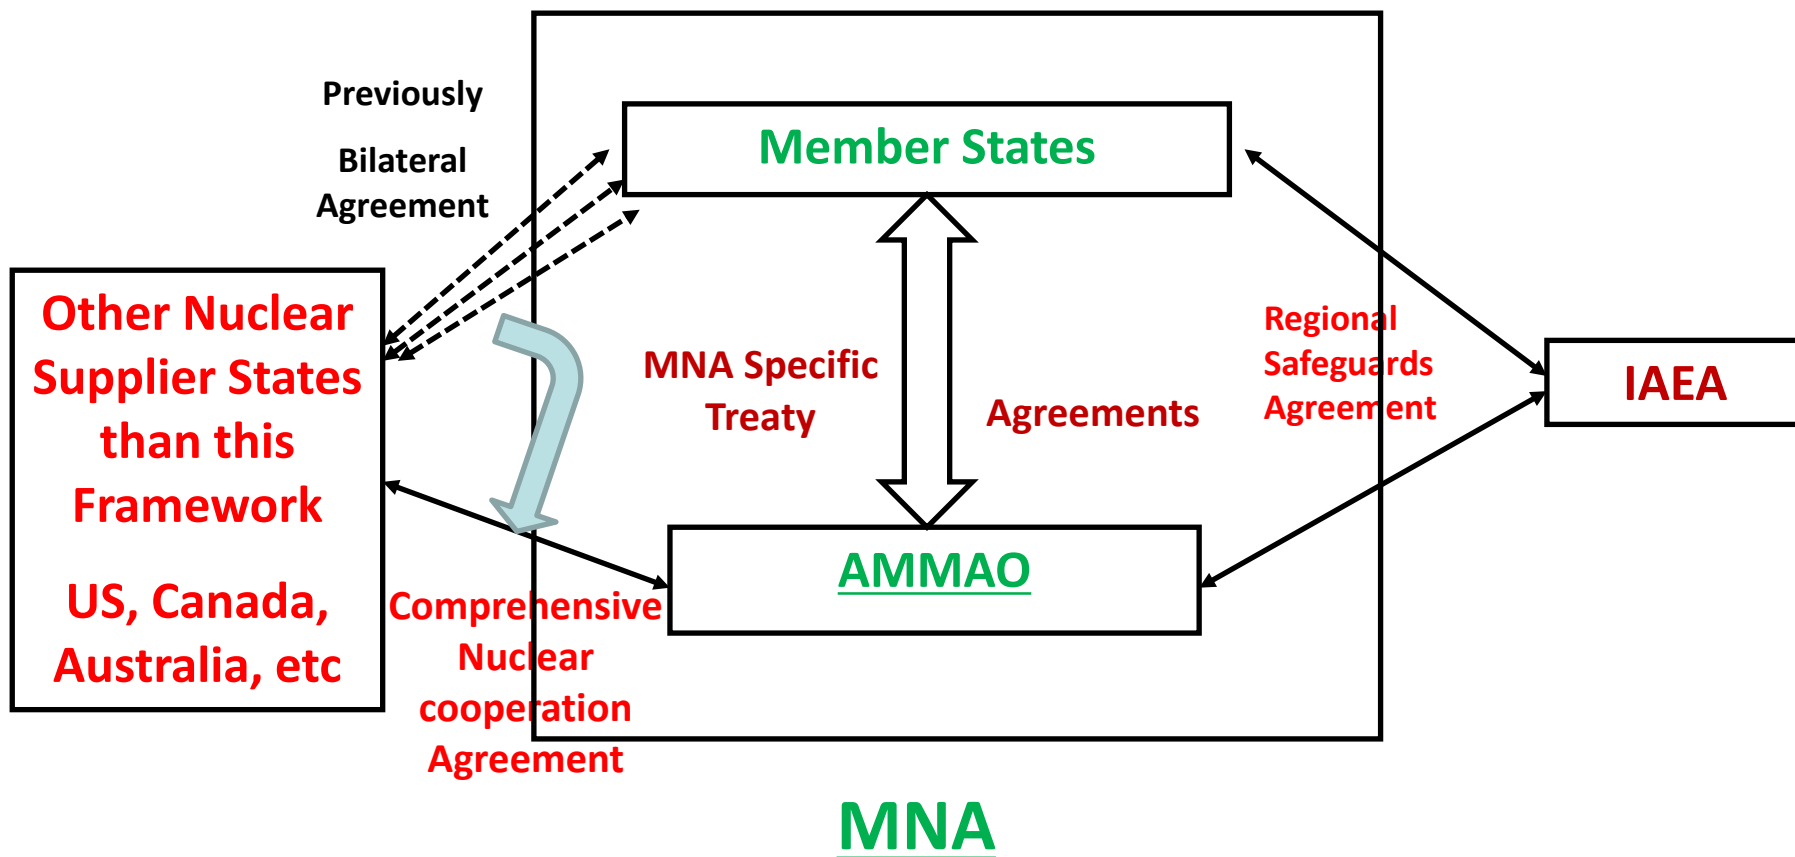 Previously
Bilateral
Agreement
Member States
Other Nuclear
Supplier States
than this
Framework
US, Canada,
Australia, etc
MNA Specific
Treaty
Agreements
Regional
Safeguards
Agreement
IAEA
AMMAO
Comprehensive
Nuclear
cooperation
Agreement
MNA